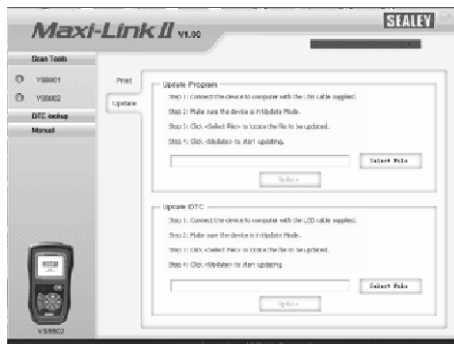 Maxi-Link II V1.00
SEALEY
Scan Tools
VS8001
VS8002
DTC lookup
Manual
Print
Update
Update Program
Step 1: Connect the device to computer with the USB cable supplied.
Step 2: Make sure the device is in Update Mode.
Step 3: Click <Select File> to locate the file to be updated.
Step 4: Click <Update> to start updating.
Select File
Update
Update DTC
Step 1: Connect the device to computer with the USB cable supplied.
Step 2: Make sure the device is in Update Mode.
Step 3: Click <Select File> to locate the file to be updated.
Step 4: Click <Update> to start updating.
Select File
Update
VS8002